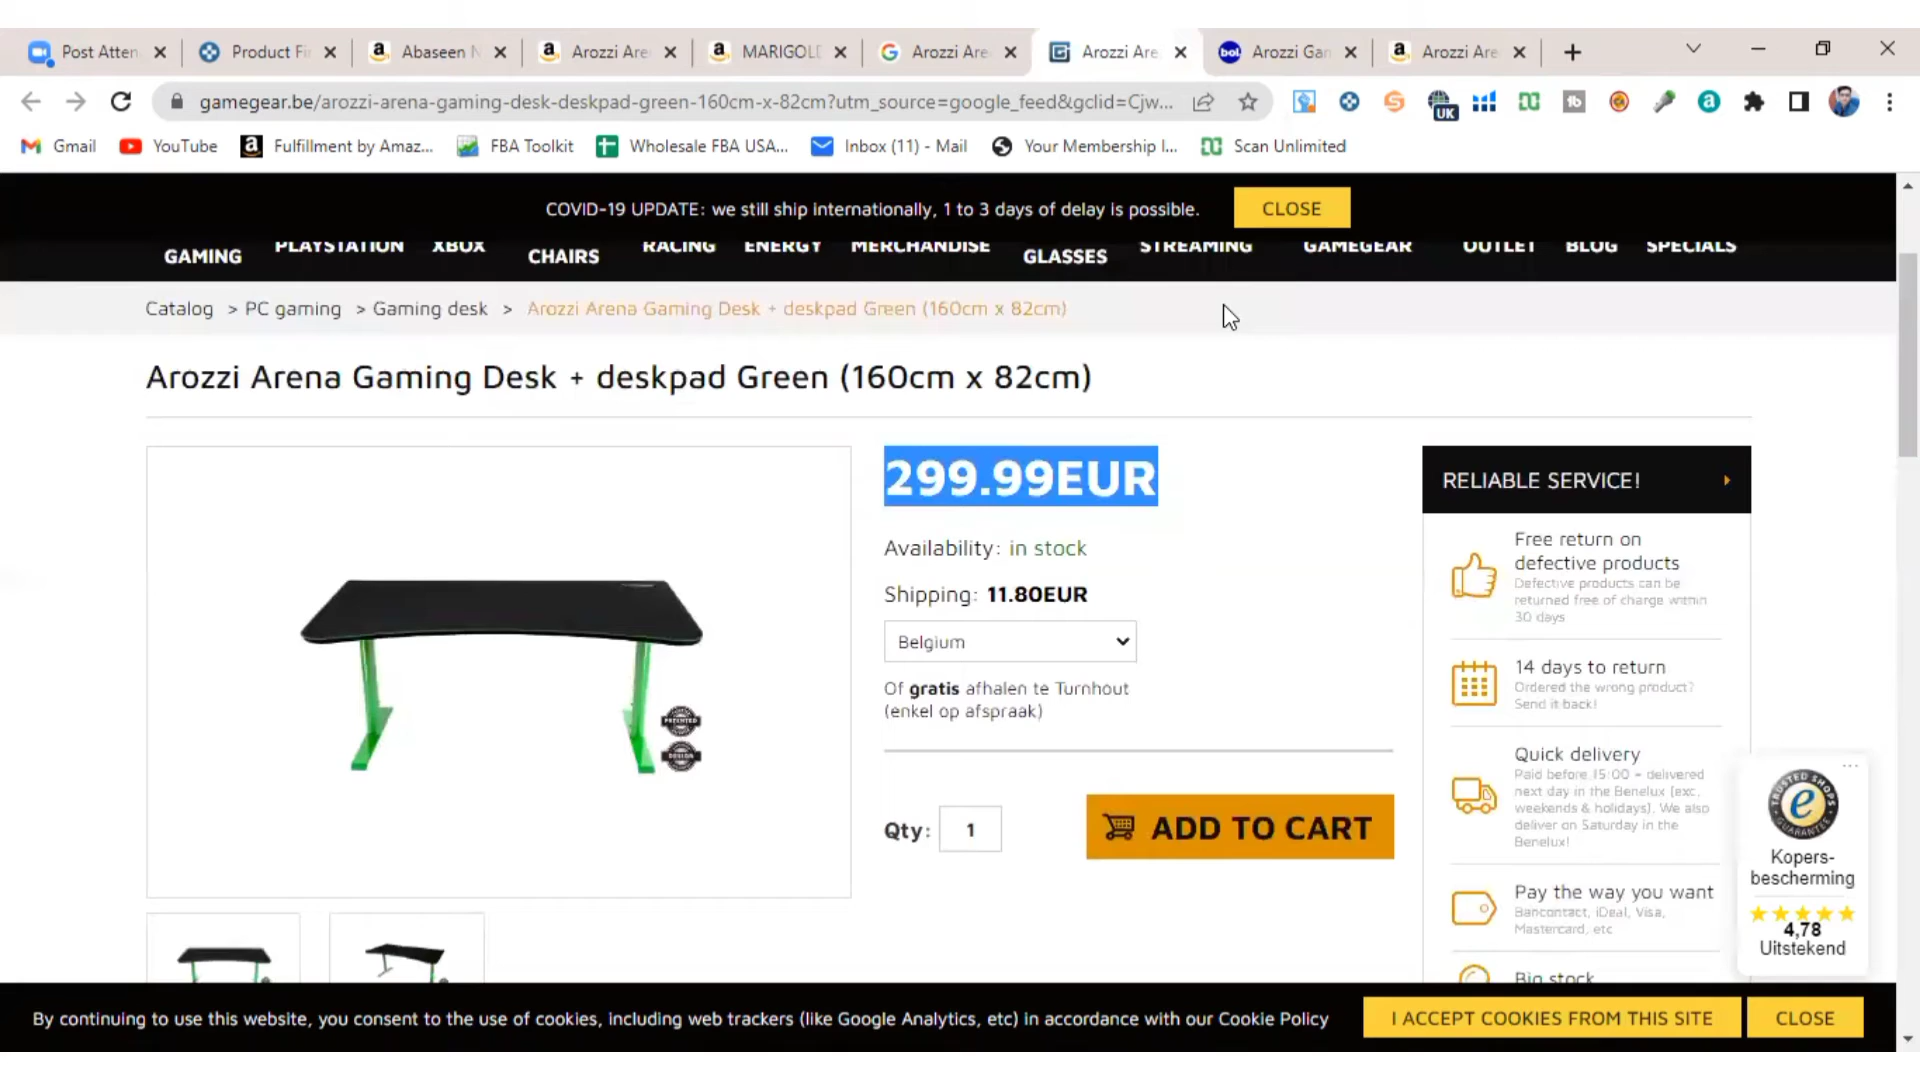 Post Atten
Product Fi
Abaseen N
Arozzi Are
MARIGOLD
Arozzi Are
Arozzi Are
bol.
Arozzi Gar
Arozzi Are
gamegear.be/arozzi-arena-gaming-desk-deskpad-green-160cm-x-82cm?utm_source=google_feed&gclid=Cjw...
UK
Gmail
YouTube
Fulfillment by Amaz...
FBA Toolkit
Wholesale FBA USA...
Inbox (11) - Mail
Your Membership I...
Scan Unlimited
COVID-19 UPDATE: we still ship internationally, 1 to 3 days of delay is possible.
CLOSE
GAMING
PLAYSTATION
XBOX
CHAIRS
RACING
ENERGY
MERCHANDISE
GLASSES
STREAMING
GAMEGEAR
OUTLET
BLOG
SPECIALS
Catalog > PC gaming > Gaming desk > Arozzi Arena Gaming Desk + deskpad Green (160cm x 82cm)
Arozzi Arena Gaming Desk + deskpad Green (160cm x 82cm)
299.99EUR
Availability: in stock
Shipping: 11.80EUR
Belgium
Of gratis afhalen te Turnhout
(enkel op afspraak)
Qty: 1
ADD TO CART
PATENTED
DESIGN
RELIABLE SERVICE!
Free return on
defective products
Defective products can be
returned free of charge within
30 days
14 days to return
Ordered the wrong product?
Send it back!
Quick delivery
Paid before 15:00 = delivered
next day in the Benelux (exc.
weekends & holidays). We also
deliver on Saturday in the
Benelux!
Pay the way you want
Bancontact, iDeal, Visa,
Mastercard, etc
Big stock
TRUSTED SHOPS
GUARANTEE
Kopers-
bescherming
4,78
Uitstekend
By continuing to use this website, you consent to the use of cookies, including web trackers (like Google Analytics, etc) in accordance with our Cookie Policy
I ACCEPT COOKIES FROM THIS SITE
CLOSE